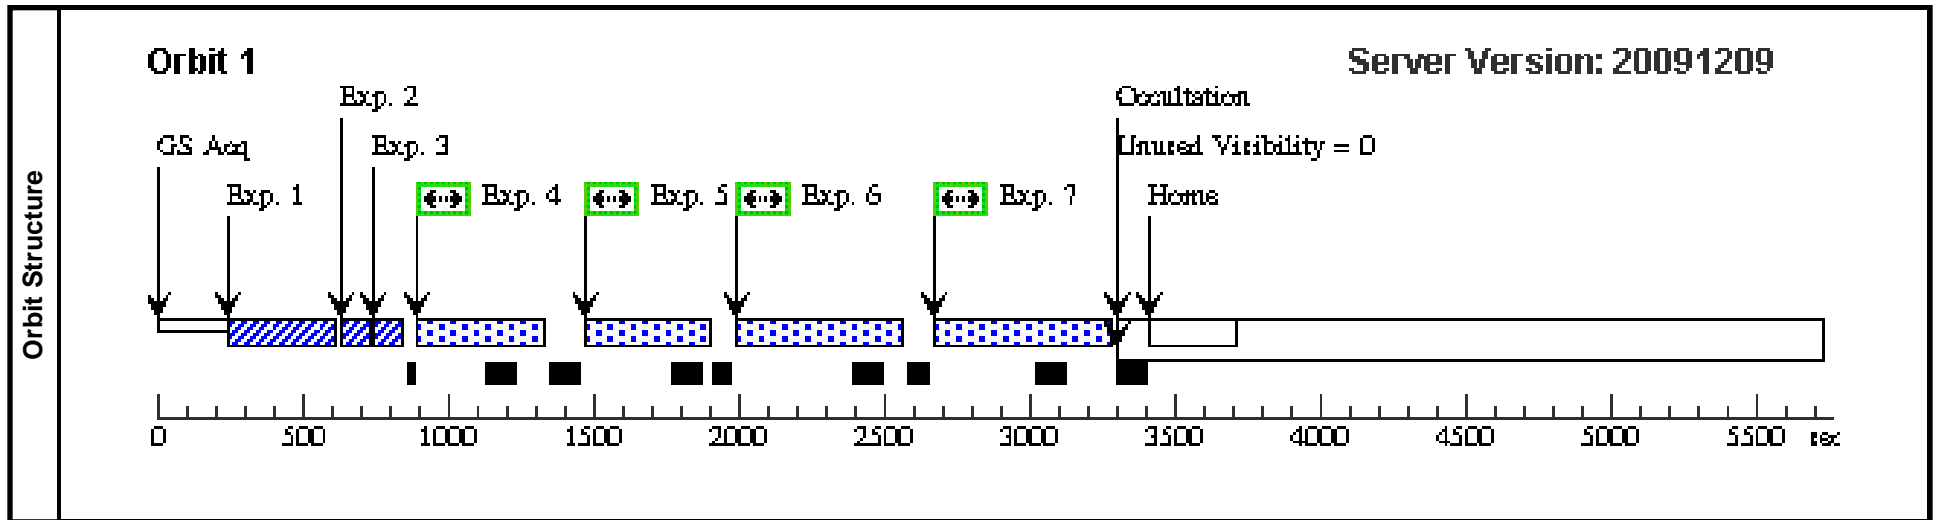 Orbit Structure
Orbit 1
Server Version: 20091209
Exp. 2
Occultation
GS Acq
Exp. 3
Unused Visibility = 0
Exp. 1
Exp. 4
Exp. 5
Exp. 6
Exp. 7
Home
0
500
1000
1500
2000
2500
3000
3500
4000
4500
5000
5500
sec